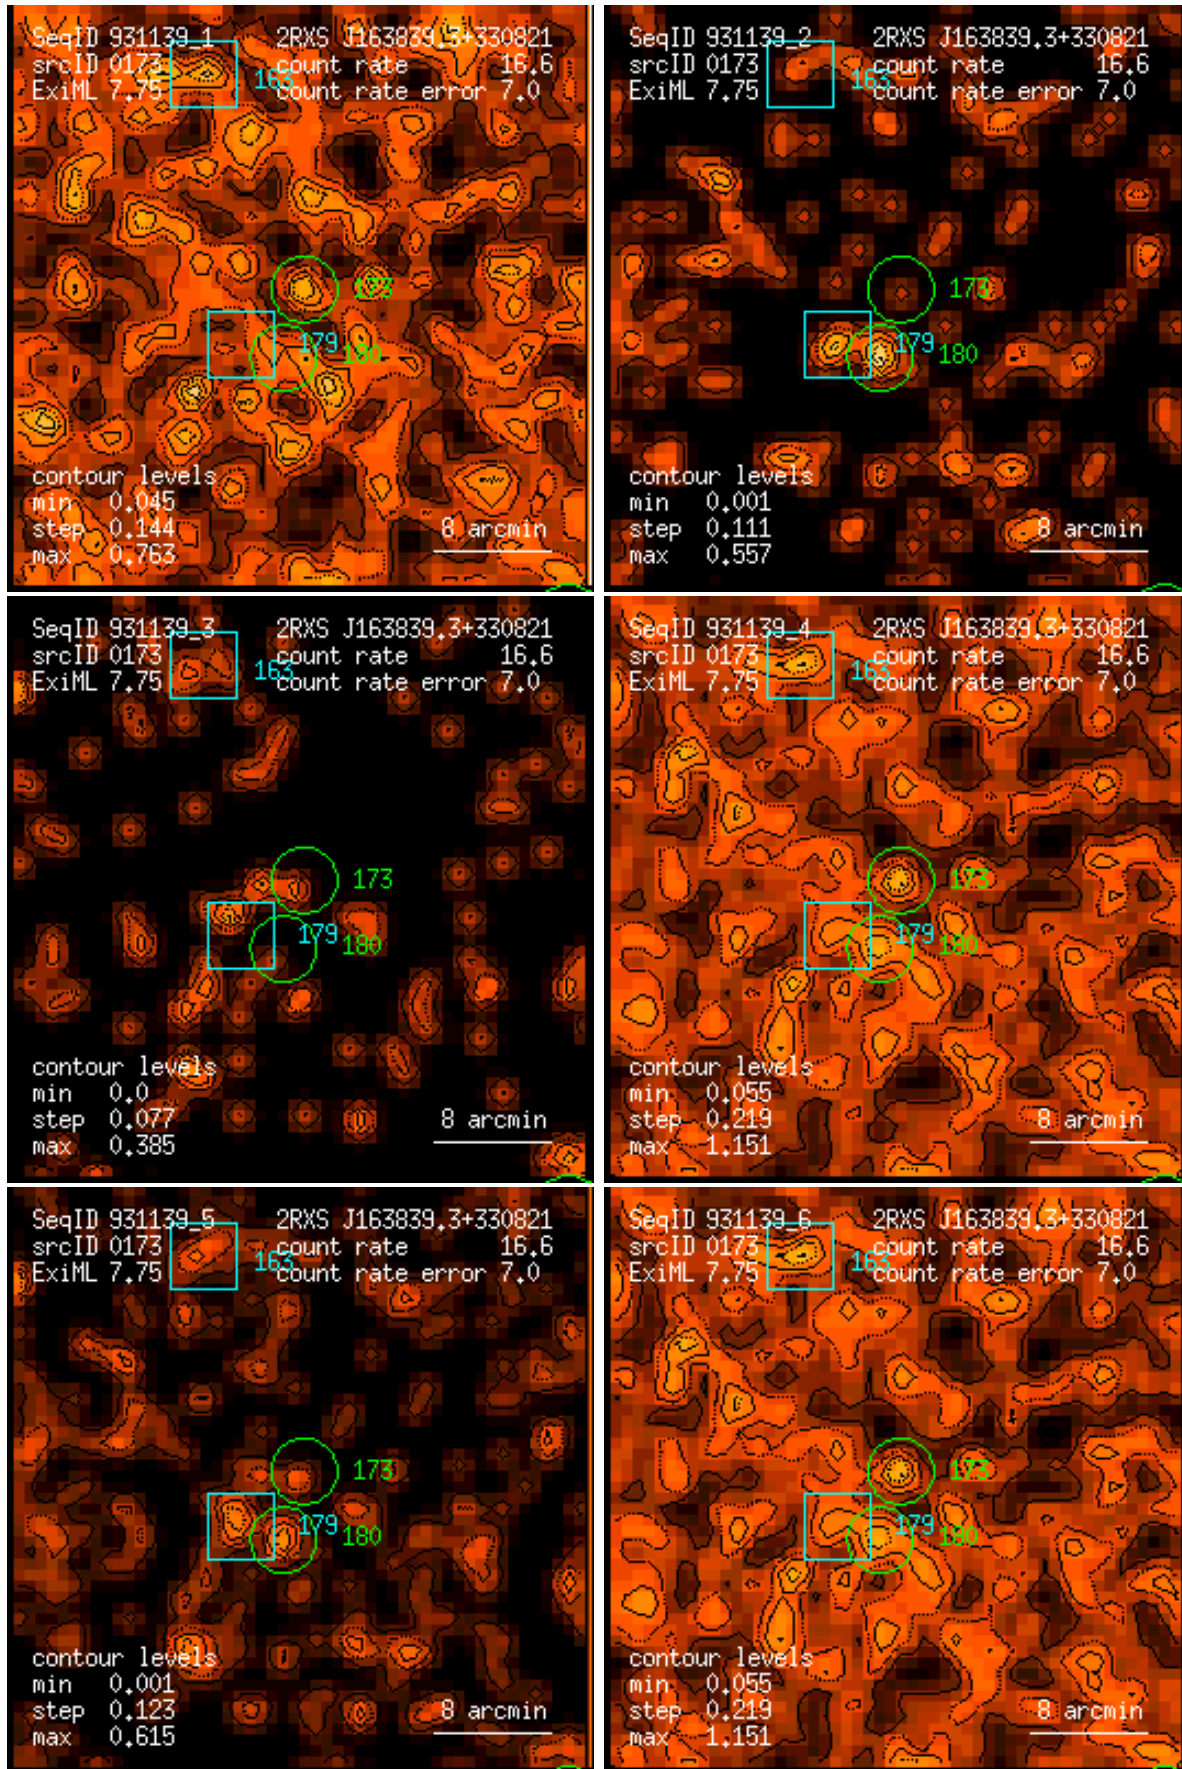 SeqID 931139_1 2RXS J163839.3+330821
srcID 0173 count rate 16.6
ExiML 7.75 163 count rate error 7.0
173
179 180
contour levels
min 0.045
step 0.144 8 arcmin
max 0.763
SeqID 931139_2 2RXS J163839.3+330821
srcID 0173 count rate 16.6
ExiML 7.75 163 count rate error 7.0
173
179 180
contour levels
min 0.001
step 0.111 8 arcmin
max 0.557
SeqID 931139_3 2RXS J163839.3+330821
srcID 0173 count rate 16.6
ExiML 7.75 163 count rate error 7.0
173
179 180
contour levels
min 0.0
step 0.077 8 arcmin
max 0.385
SeqID 931139_4 2RXS J163839.3+330821
srcID 0173 count rate 16.6
ExiML 7.75 163 count rate error 7.0
173
179 180
contour levels
min 0.055
step 0.219 8 arcmin
max 1.151
SeqID 931139_5 2RXS J163839.3+330821
srcID 0173 count rate 16.6
ExiML 7.75 163 count rate error 7.0
173
179 180
contour levels
min 0.001
step 0.123 8 arcmin
max 0.615
SeqID 931139_6 2RXS J163839.3+330821
srcID 0173 count rate 16.6
ExiML 7.75 163 count rate error 7.0
173
179 180
contour levels
min 0.055
step 0.219 8 arcmin
max 1.151